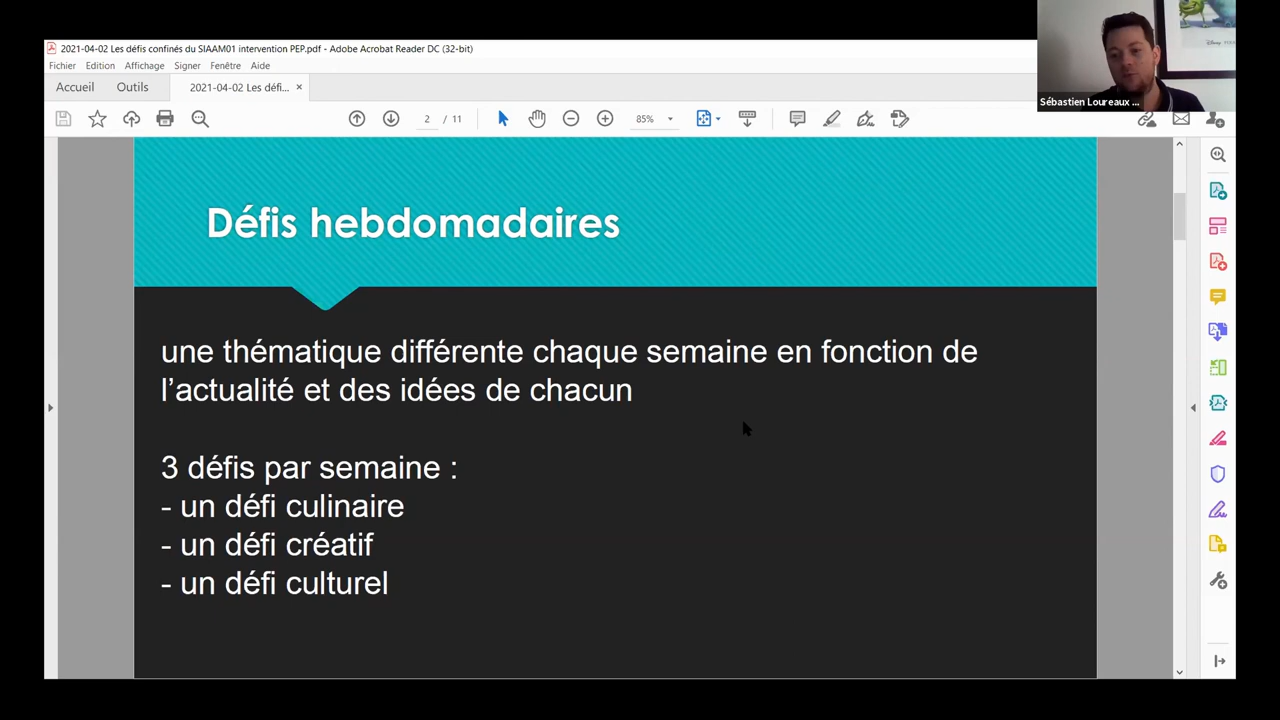 2021-04-02 Les défis confinés du SIAAM01 intervention PEP.pdf - Adobe Acrobat Reader DC (32-bit)
Fichier Edition Affichage Signer Fenêtre Aide
Accueil Outils 2021-04-02 Les défi... ×
2 / 11 85%
Sébastien Loureaux ...
Défis hebdomadaires
une thématique différente chaque semaine en fonction de
l’actualité et des idées de chacun
3 défis par semaine :
- un défi culinaire
- un défi créatif
- un défi culturel